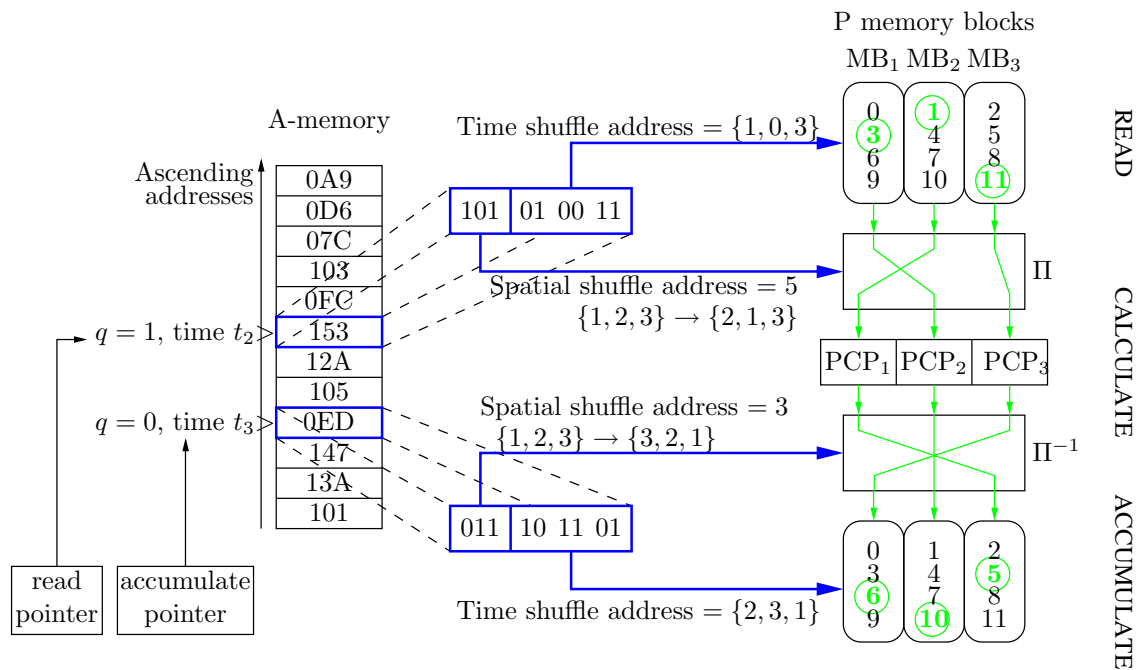 P memory blocks
MB₁ MB₂ MB₃
A-memory
Ascending
addresses
0A9
0D6
07C
103
0FC
153
12A
105
0ED
147
13A
101
q = 1, time t₂ >
q = 0, time t₃ >
read
pointer
accumulate
pointer
Time shuffle address = {1, 0, 3}
101 01 00 11
Spatial shuffle address = 5
{1, 2, 3} → {2, 1, 3}
Spatial shuffle address = 3
{1, 2, 3} → {3, 2, 1}
011 10 11 01
Time shuffle address = {2, 3, 1}
0 1 2
3 4 5
6 7 8
9 10 11
Π
PCP₁ PCP₂ PCP₃
Π⁻¹
0 1 2
3 4 5
6 7 8
9 10 11
READ
CALCULATE
ACCUMULATE